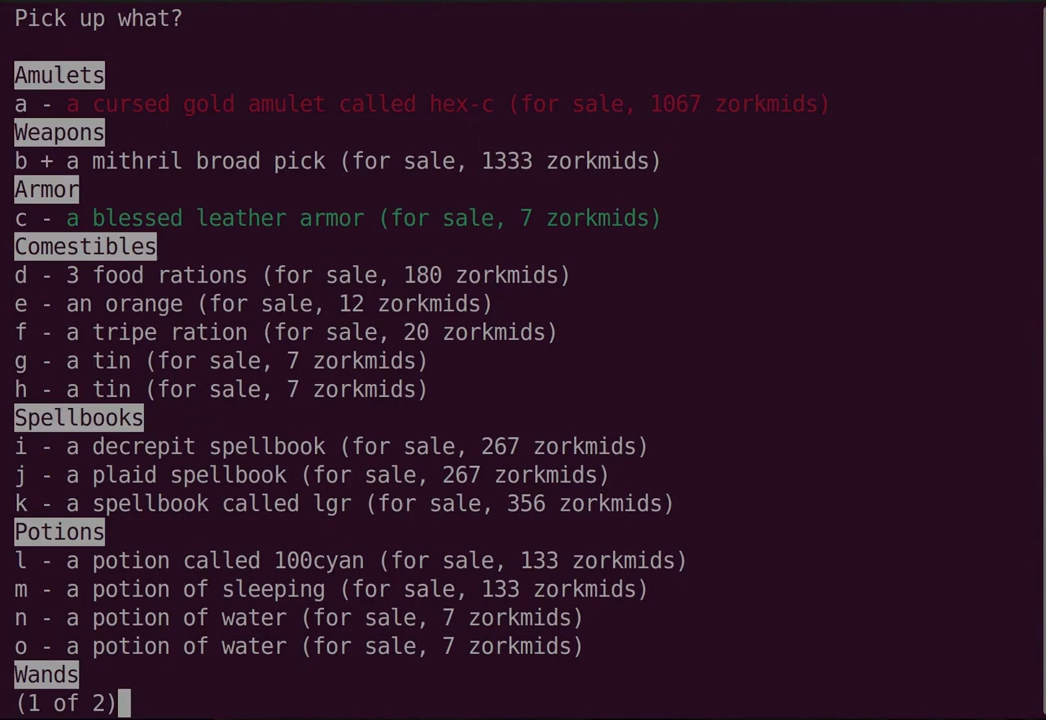 Pick up what?
Amulets
a - a cursed gold amulet called hex-c (for sale, 1067 zorkmids)
Weapons
b + a mithril broad pick (for sale, 1333 zorkmids)
Armor
c - a blessed leather armor (for sale, 7 zorkmids)
Comestibles
d - 3 food rations (for sale, 180 zorkmids)
e - an orange (for sale, 12 zorkmids)
f - a tripe ration (for sale, 20 zorkmids)
g - a tin (for sale, 7 zorkmids)
h - a tin (for sale, 7 zorkmids)
Spellbooks
i - a decrepit spellbook (for sale, 267 zorkmids)
j - a plaid spellbook (for sale, 267 zorkmids)
k - a spellbook called lgr (for sale, 356 zorkmids)
Potions
l - a potion called 100cyan (for sale, 133 zorkmids)
m - a potion of sleeping (for sale, 133 zorkmids)
n - a potion of water (for sale, 7 zorkmids)
o - a potion of water (for sale, 7 zorkmids)
Wands
(1 of 2)